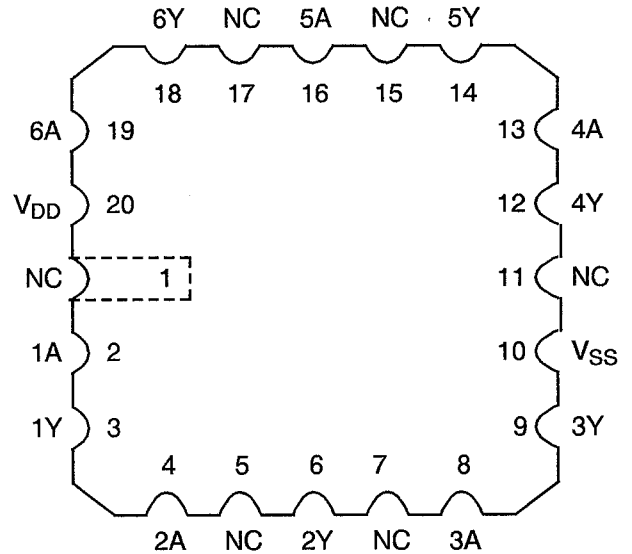 6Y NC 5A NC 5Y
18 17 16 15 14
6A 19 13 4A
VDD 20 12 4Y
NC 1 11 NC
1A 2 10 VSS
1Y 3 9 3Y
4 5 6 7 8
2A NC 2Y NC 3A